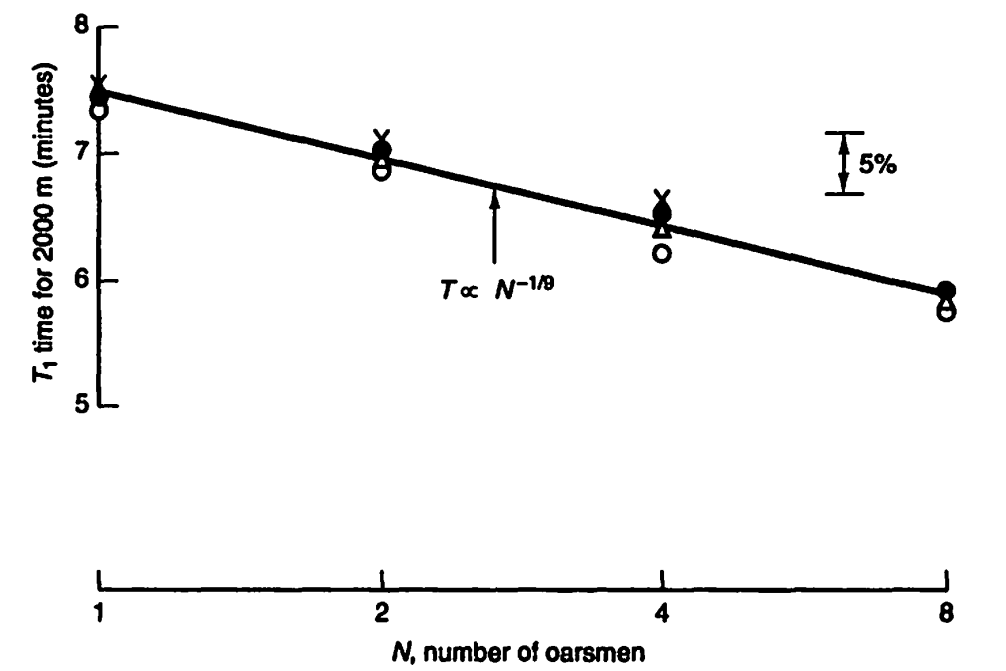 8
7
6
5
T₁ time for 2000 m (minutes)
5%
T ∝ N⁻¹/⁹
1 2 4 8
N, number of oarsmen